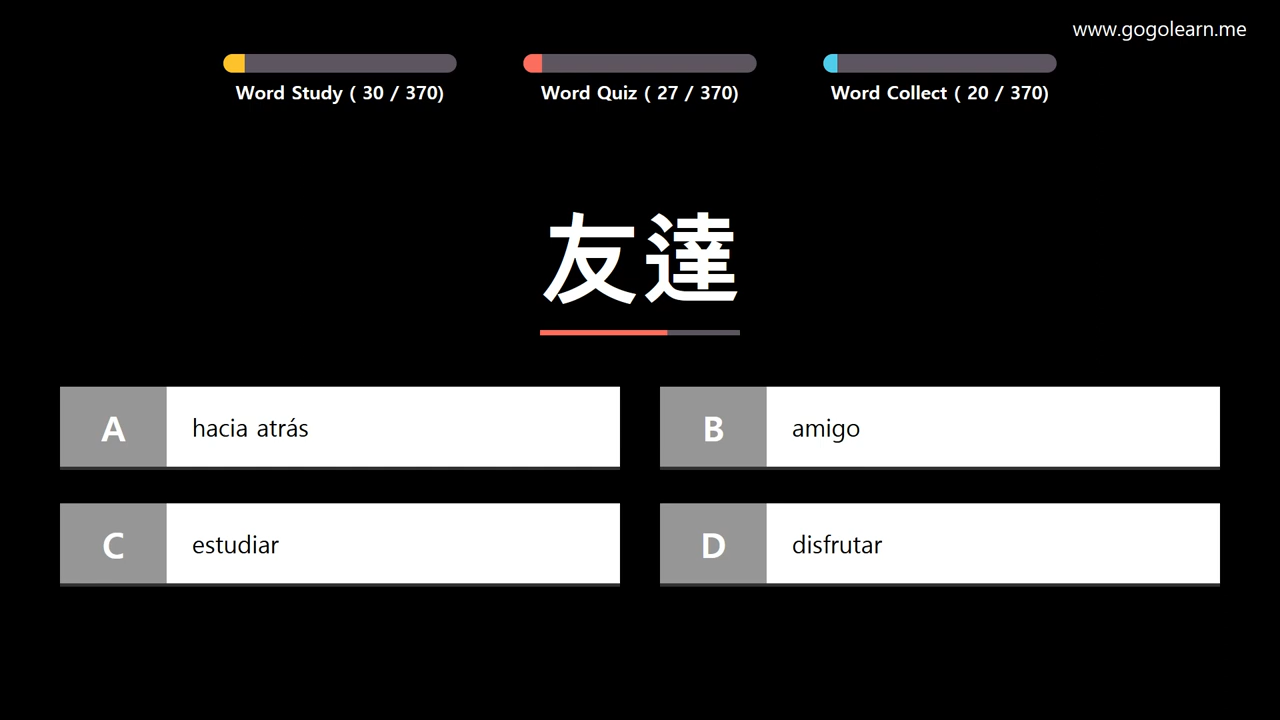 www.gogolearn.me
Word Study ( 30 / 370)
Word Quiz ( 27 / 370)
Word Collect ( 20 / 370)
友達
A hacia atrás
B amigo
C estudiar
D disfrutar